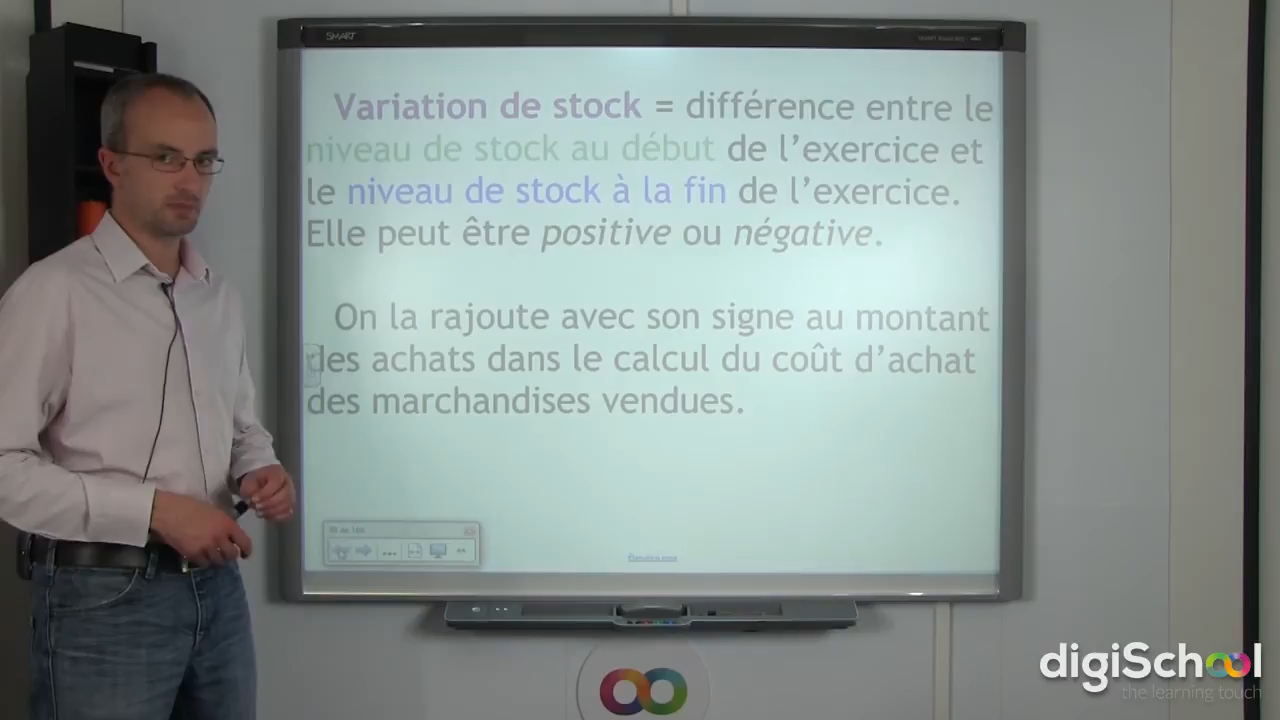 SMART
Variation de stock = différence entre le
niveau de stock au début de l’exercice et
le niveau de stock à la fin de l’exercice.
Elle peut être positive ou négative.
On la rajoute avec son signe au montant
des achats dans le calcul du coût d’achat
des marchandises vendues.
digiSchool
the learning touch